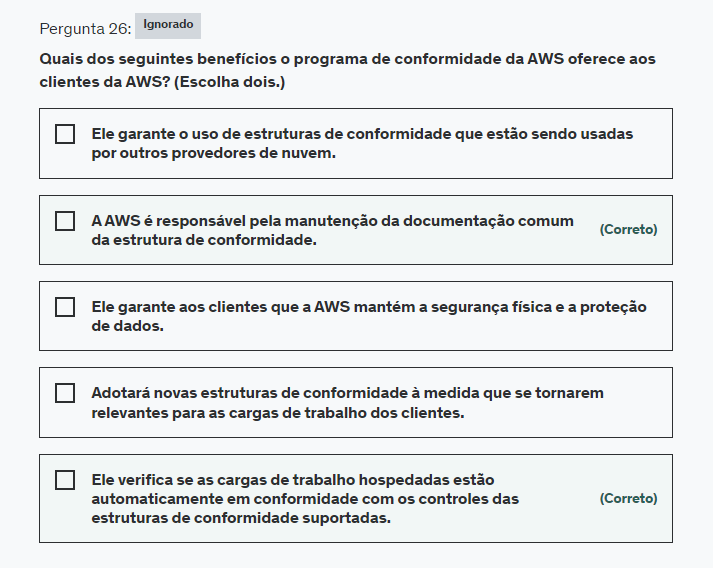 Pergunta 26: Ignorado
Quais dos seguintes benefícios o programa de conformidade da AWS oferece aos
clientes da AWS? (Escolha dois.)
Ele garante o uso de estruturas de conformidade que estão sendo usadas
por outros provedores de nuvem.
A AWS é responsável pela manutenção da documentação comum
da estrutura de conformidade.
(Correto)
Ele garante aos clientes que a AWS mantém a segurança física e a proteção
de dados.
Adotará novas estruturas de conformidade à medida que se tornarem
relevantes para as cargas de trabalho dos clientes.
Ele verifica se as cargas de trabalho hospedadas estão
automaticamente em conformidade com os controles das
estruturas de conformidade suportadas.
(Correto)